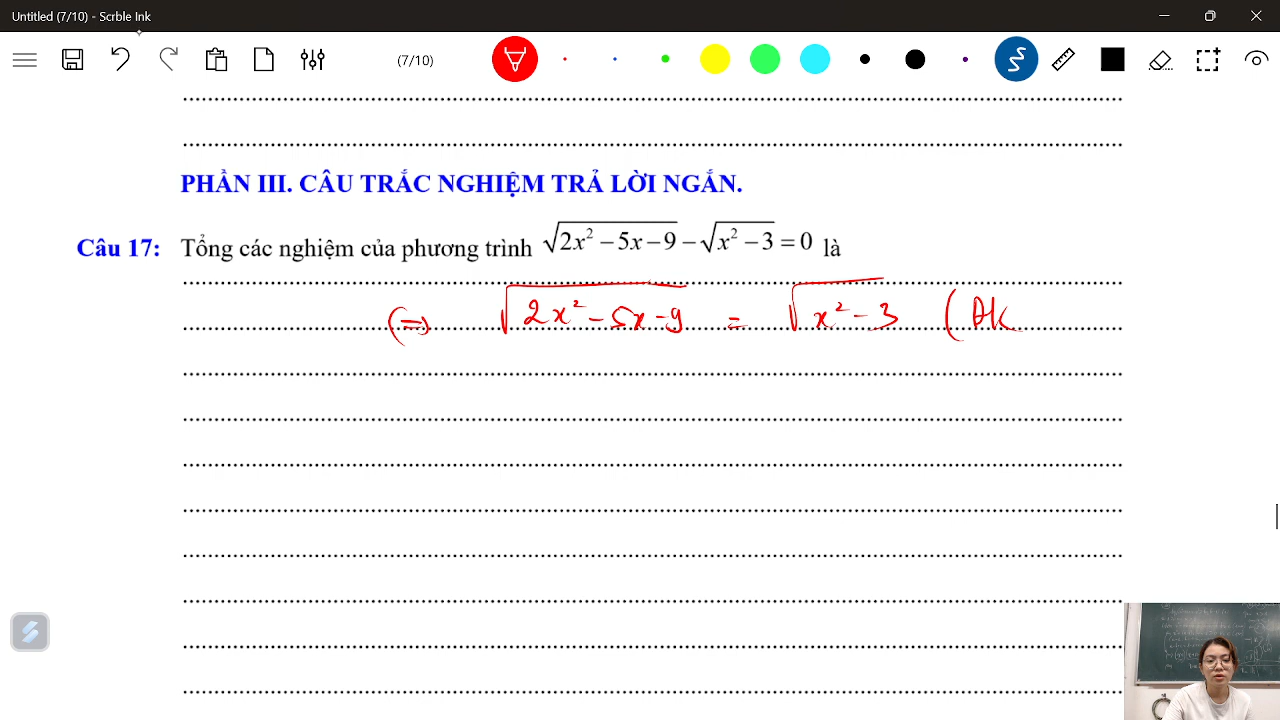 Untitled (7/10) - Scrble Ink
(7/10)
PHẦN III. CÂU TRẮC NGHIỆM TRẢ LỜI NGẮN.
Câu 17: Tổng các nghiệm của phương trình √(2x² − 5x − 9) − √(x² − 3) = 0 là
(⇒) √(2x² − 5x − 9) = √(x² − 3) (ĐK